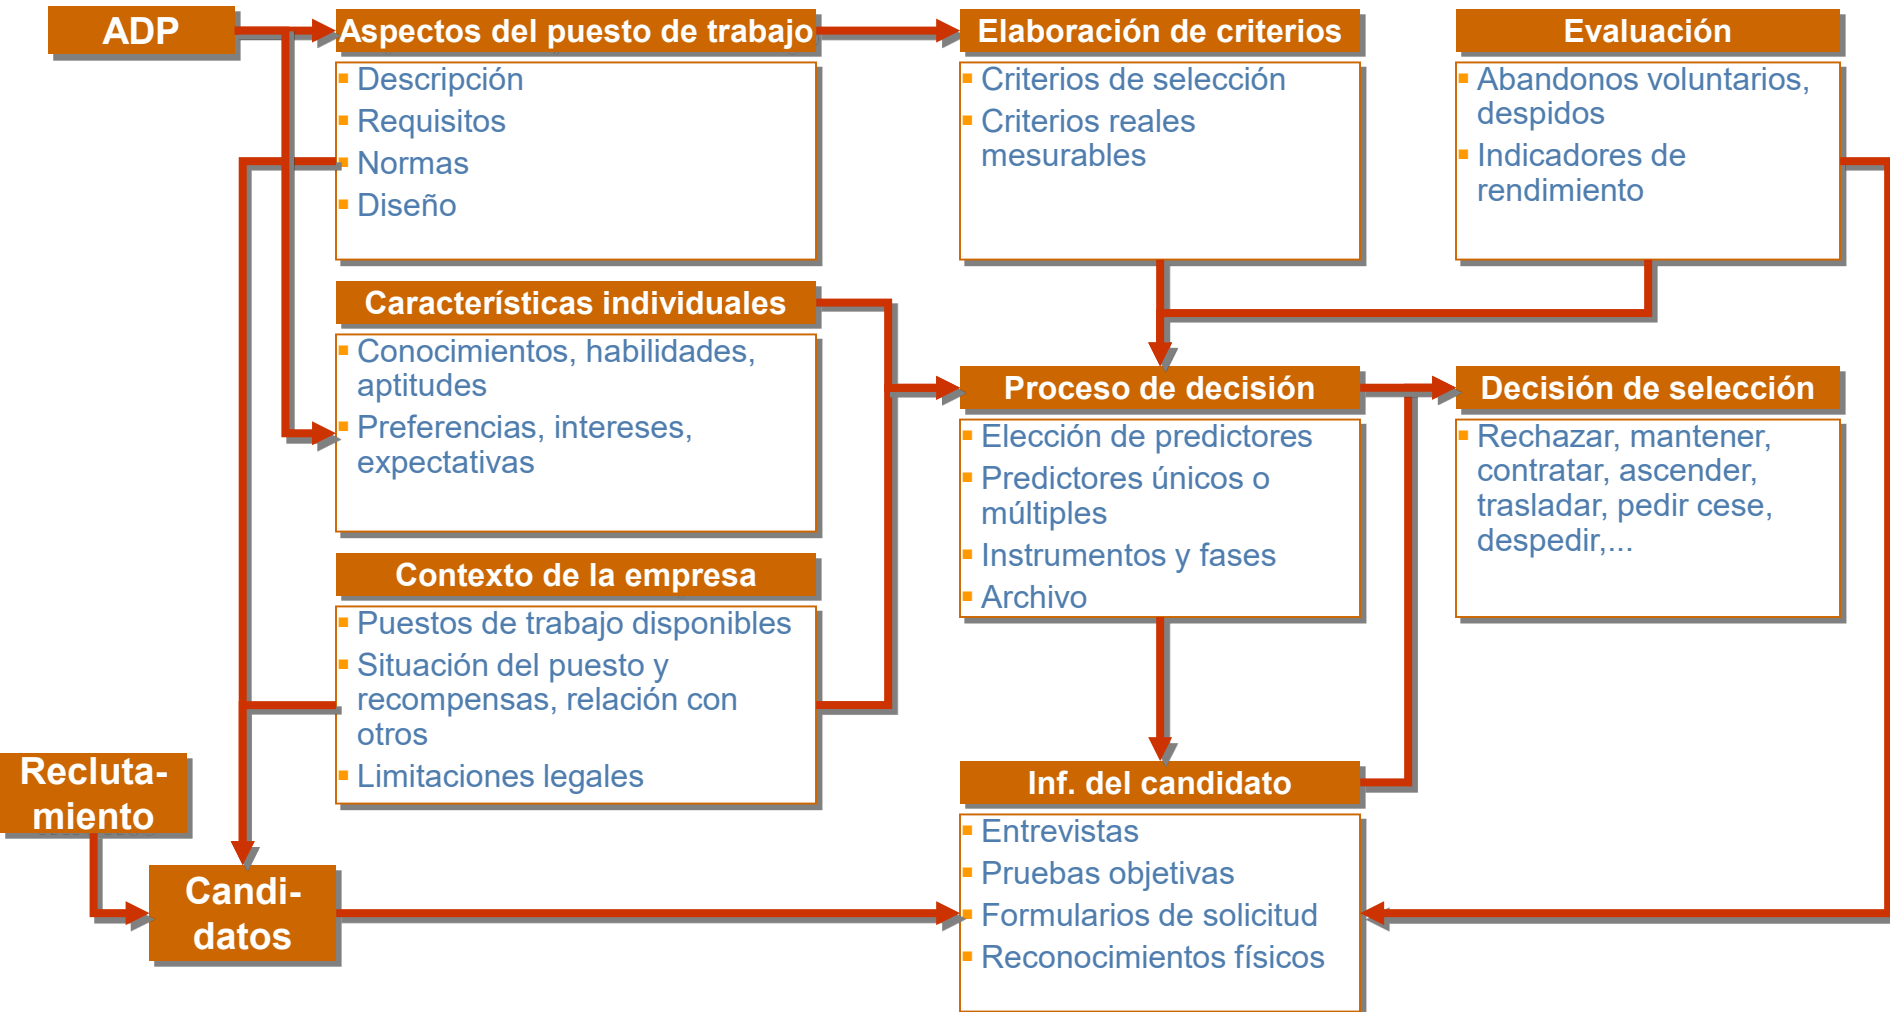 ADP
Aspectos del puesto de trabajo
Descripción
Requisitos
Normas
Diseño
Elaboración de criterios
Criterios de selección
Criterios reales
mesurables
Evaluación
Abandonos voluntarios,
despidos
Indicadores de
rendimiento
Características individuales
Conocimientos, habilidades,
aptitudes
Preferencias, intereses,
expectativas
Proceso de decisión
Elección de predictores
Predictores únicos o
múltiples
Instrumentos y fases
Archivo
Decisión de selección
Rechazar, mantener,
contratar, ascender,
trasladar, pedir cese,
despedir,...
Contexto de la empresa
Puestos de trabajo disponibles
Situación del puesto y
recompensas, relación con
otros
Limitaciones legales
Recluta-
miento
Candi-
datos
Inf. del candidato
Entrevistas
Pruebas objetivas
Formularios de solicitud
Reconocimientos físicos